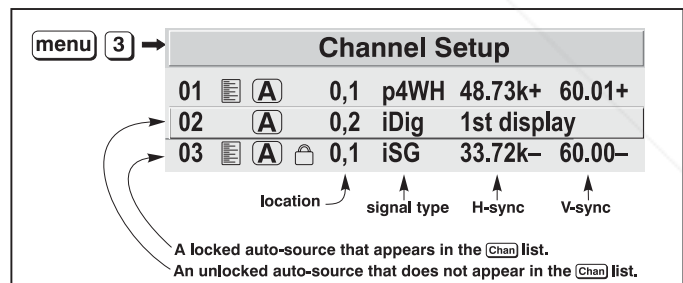 menu 3 Channel Setup
01 A 0,1 p4WH 48.73k+ 60.01+
02 A 0,2 iDig 1st display
03 A 0,1 iSG 33.72k– 60.00–
location signal type H-sync V-sync
A locked auto-source that appears in the Chan list.
An unlocked auto-source that does not appear in the Chan list.